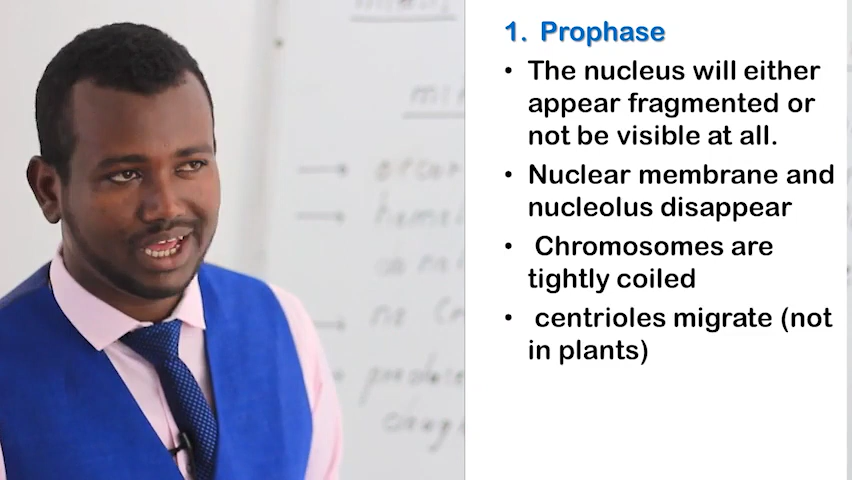 1. Prophase
• The nucleus will either
appear fragmented or
not be visible at all.
• Nuclear membrane and
nucleolus disappear
• Chromosomes are
tightly coiled
• centrioles migrate (not
in plants)